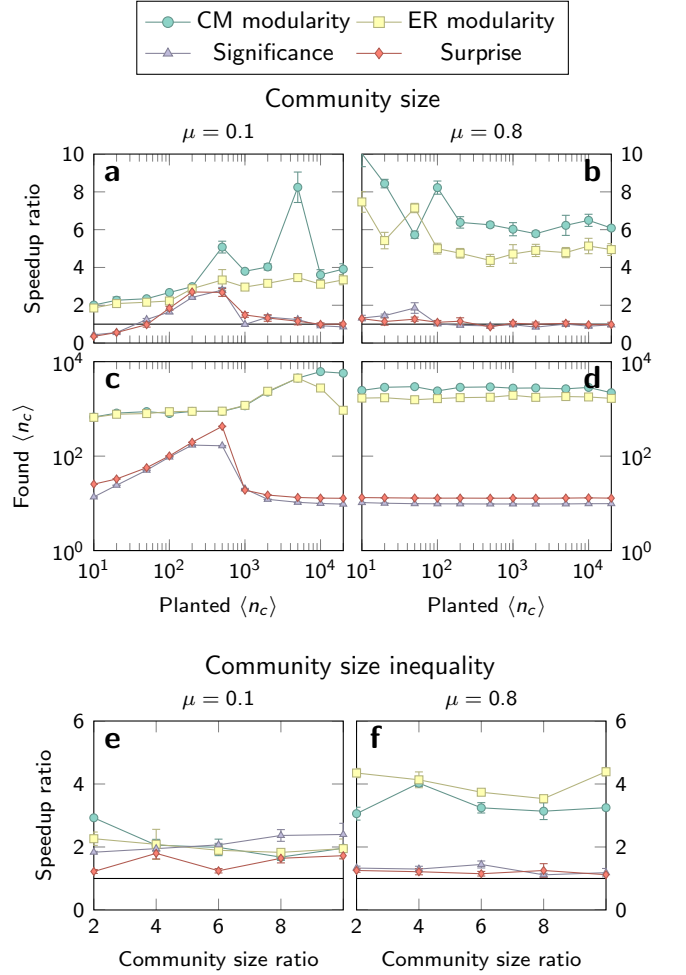 CM modularity ER modularity
Significance Surprise
Community size
μ = 0.1 μ = 0.8
a b
10 10
8 8
6 6
4 4
2 2
0 0
Speedup ratio
c d
10^4 10^4
10^2 10^2
10^0 10^0
Found ⟨n_c⟩
10^1 10^2 10^3 10^4 10^1 10^2 10^3 10^4
Planted ⟨n_c⟩ Planted ⟨n_c⟩
Community size inequality
μ = 0.1 μ = 0.8
e f
6 6
4 4
2 2
0 0
Speedup ratio
2 4 6 8 2 4 6 8 10
Community size ratio Community size ratio